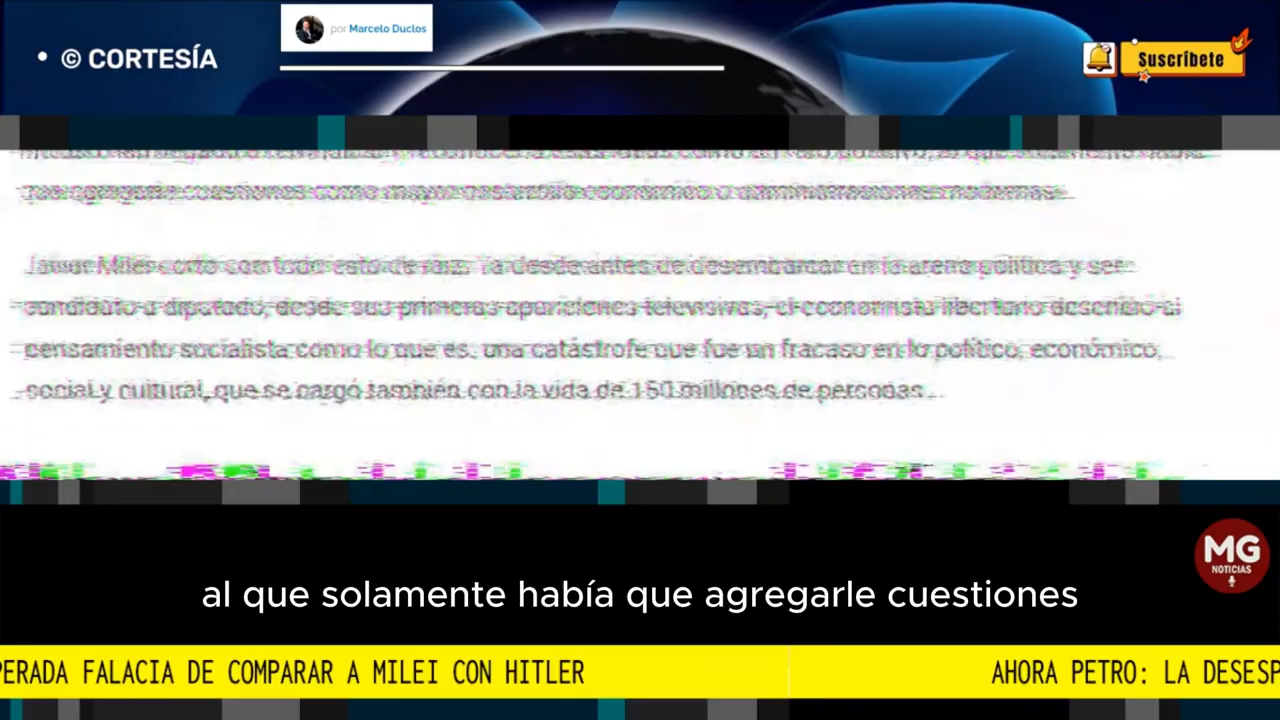 por Marcelo Duclos
• © CORTESÍA
Suscríbete
que agregarle cuestiones como mayor desarrollo económico o administraciones modernas.
Javier Milei cortó con todo esto de raíz. Ya desde antes de desembarcar en la arena política y ser
candidato a diputado, desde sus primeras apariciones televisivas, el economista libertario describió al
pensamiento socialista como lo que es, una catástrofe que fue un fracaso en lo político, económico,
social y cultural, que se cargó también con la vida de 150 millones de personas.
MG
NOTICIAS
al que solamente había que agregarle cuestiones
PERADA FALACIA DE COMPARAR A MILEI CON HITLER
AHORA PETRO: LA DESESP